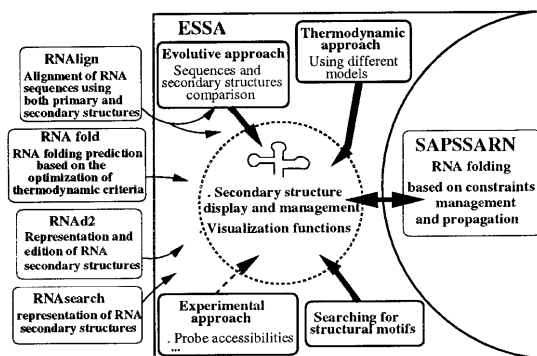 ESSA
RNAlign
Alignment of RNA
sequences using
both primary and
secondary structures
RNA fold
RNA folding prediction
based on the
optimization of
thermodynamic criteria
RNAd2
Representation and
edition of RNA
secondary structures
RNAsearch
representation of RNA
secondary structures
Evolutive approach
Sequences and
secondary structures
comparison
Thermodynamic
approach
Using different
models
. Secondary structure
display and management
. Visualization functions
SAPSSARN
RNA folding
based on constraints
management
and propagation
Experimental
approach
. Probe accessibilities
...
Searching for
structural motifs